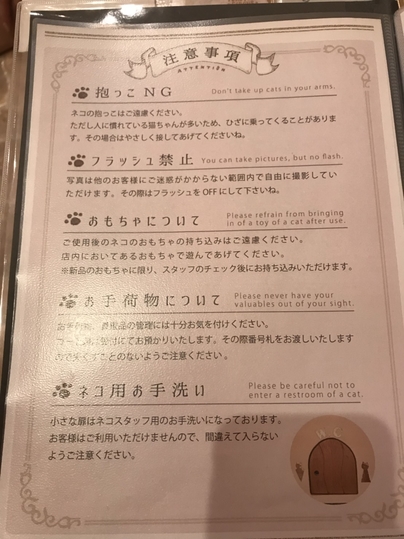 注意事項
ATTENTION
抱っこ NG Don't take up cats in your arms.
ネコの抱っこはご遠慮ください。
ただし人に慣れている猫ちゃんが多いため、ひざに乗ってくることがありま
す。その場合はやさしく接してあげてくださいね。
フラッシュ禁止 You can take pictures, but no flash.
写真は他のお客様にご迷惑がかからない範囲内で自由に撮影してい
ただけます。その際はフラッシュを OFF にして下さいね。
おもちゃについて Please refrain from bringing
in of a toy of a cat after use.
ご使用後のネコのおもちゃの持ち込みはご遠慮ください。
店内においてあるおもちゃで遊んであげてください。
※新品のおもちゃに限り、スタッフのチェック後にお持ち込みいただけます。
お手荷物について Please never have your
valuables out of your sight.
お手荷物、貴重品の管理には十分お気を付けください。
受付にてお預かりいたします。その際番号札をお渡しいたします
ので失くすことのないようご注意ください。
ネコ用お手洗い Please be careful not to
enter a restroom of a cat.
小さな扉はネコスタッフ用のお手洗いになっております。
お客様はご利用いただけませんので、間違えて入らない
ようご注意ください。